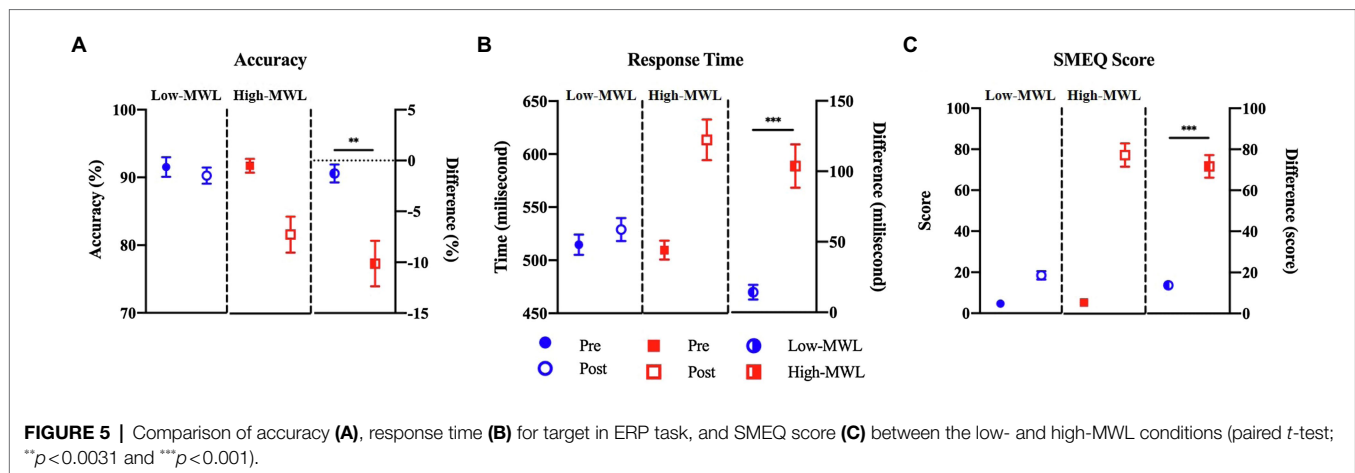 A
Accuracy
Low-MWL High-MWL
Accuracy (%)
100
90
80
70
5
0
-5
-10
-15
Difference (%)
**
B
Response Time
Low-MWL High-MWL
Time (milisecond)
650
600
550
500
450
150
100
50
0
Difference (milisecond)
***
C
SMEQ Score
Low-MWL High-MWL
Score
100
80
60
40
20
0
100
80
60
40
20
0
Difference (score)
***
Pre Pre Low-MWL
Post Post High-MWL
FIGURE 5 | Comparison of accuracy (A), response time (B) for target in ERP task, and SMEQ score (C) between the low- and high-MWL conditions (paired t-test;
**p<0.0031 and ***p<0.001).